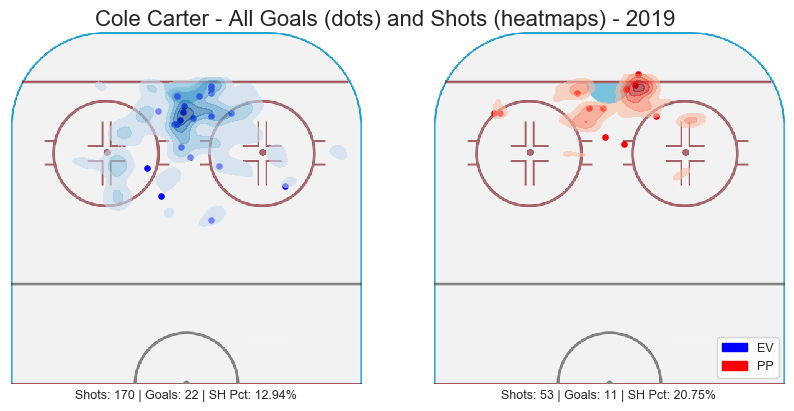 Cole Carter - All Goals (dots) and Shots (heatmaps) - 2019
EV
PP
Shots: 170 | Goals: 22 | SH Pct: 12.94%
Shots: 53 | Goals: 11 | SH Pct: 20.75%